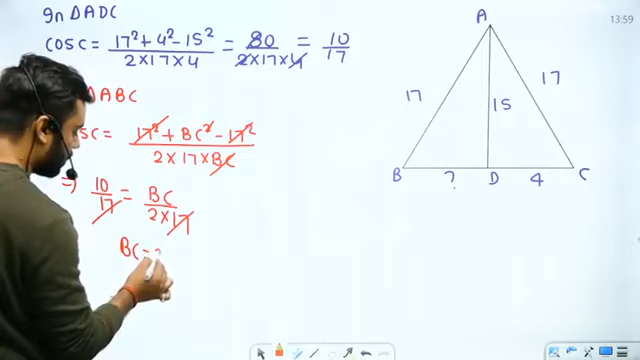 In ΔADC
COSC = 17²+4²-15² / 2×17×4 = 80 / 2×17×4 = 10 / 17
ΔABC
SC = 17²+BC²-17² / 2×17×BC
⇒ 10 / 17 = BC / 2×17
BC=
A
17
17
15
B
?
D
4
C
13:59